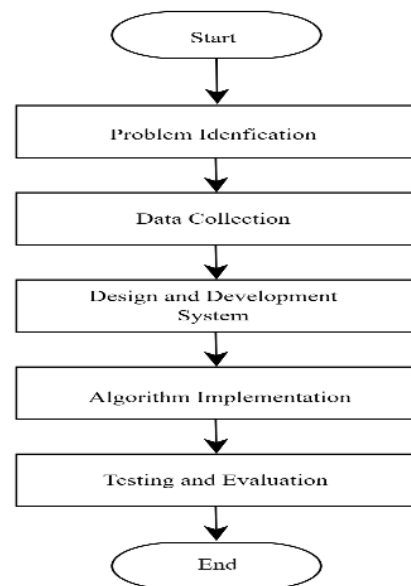 Start
Problem Idenfication
Data Collection
Design and Development
System
Algorithm Implementation
Testing and Evaluation
End